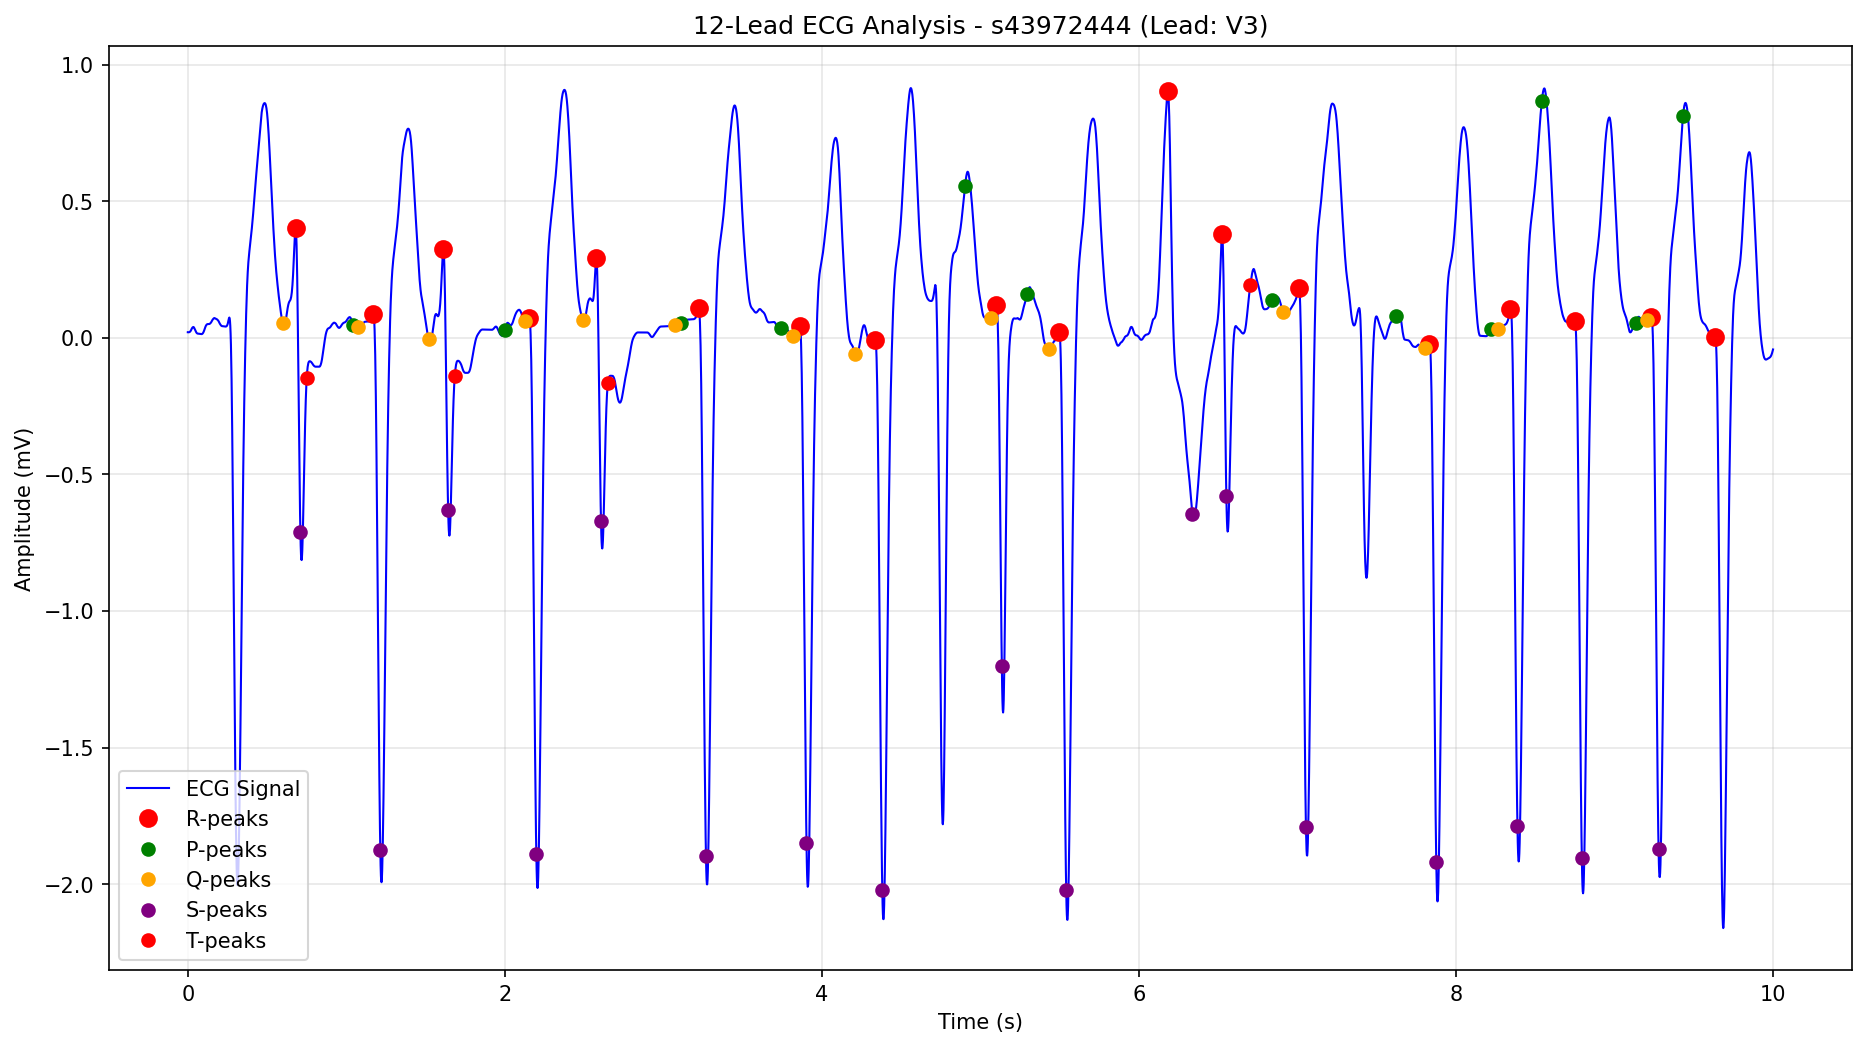 12-Lead ECG Analysis - s43972444 (Lead: V3)
Amplitude (mV)
1.0
0.5
0.0
−0.5
−1.0
−1.5
−2.0
ECG Signal
R-peaks
P-peaks
Q-peaks
S-peaks
T-peaks
0 2 4 6 8 10
Time (s)